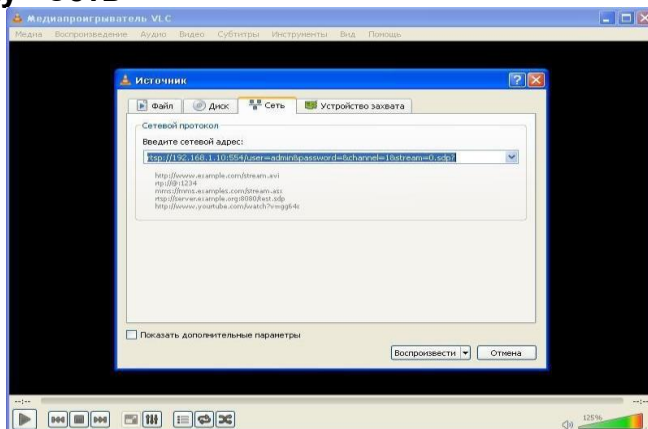 Медиапроигрыватель VLC
Медиа Воспроизведение Аудио Видео Субтитры Инструменты Вид Помощь
Источник
Файл Диск Сеть Устройство захвата
Сетевой протокол
Введите сетевой адрес:
rtsp://192.168.1.10:554/user=admin&password=&channel=1&stream=0.sdp?
http://www.example.com/stream.avi
rtp://@:1234
mms://mms.examples.com/stream.asx
rtsp://server.example.org:8080/test.sdp
http://www.yourtube.com/watch?v=gg64x
Показать дополнительные параметры
Воспроизвести Отмена
--:-- --:--
125%